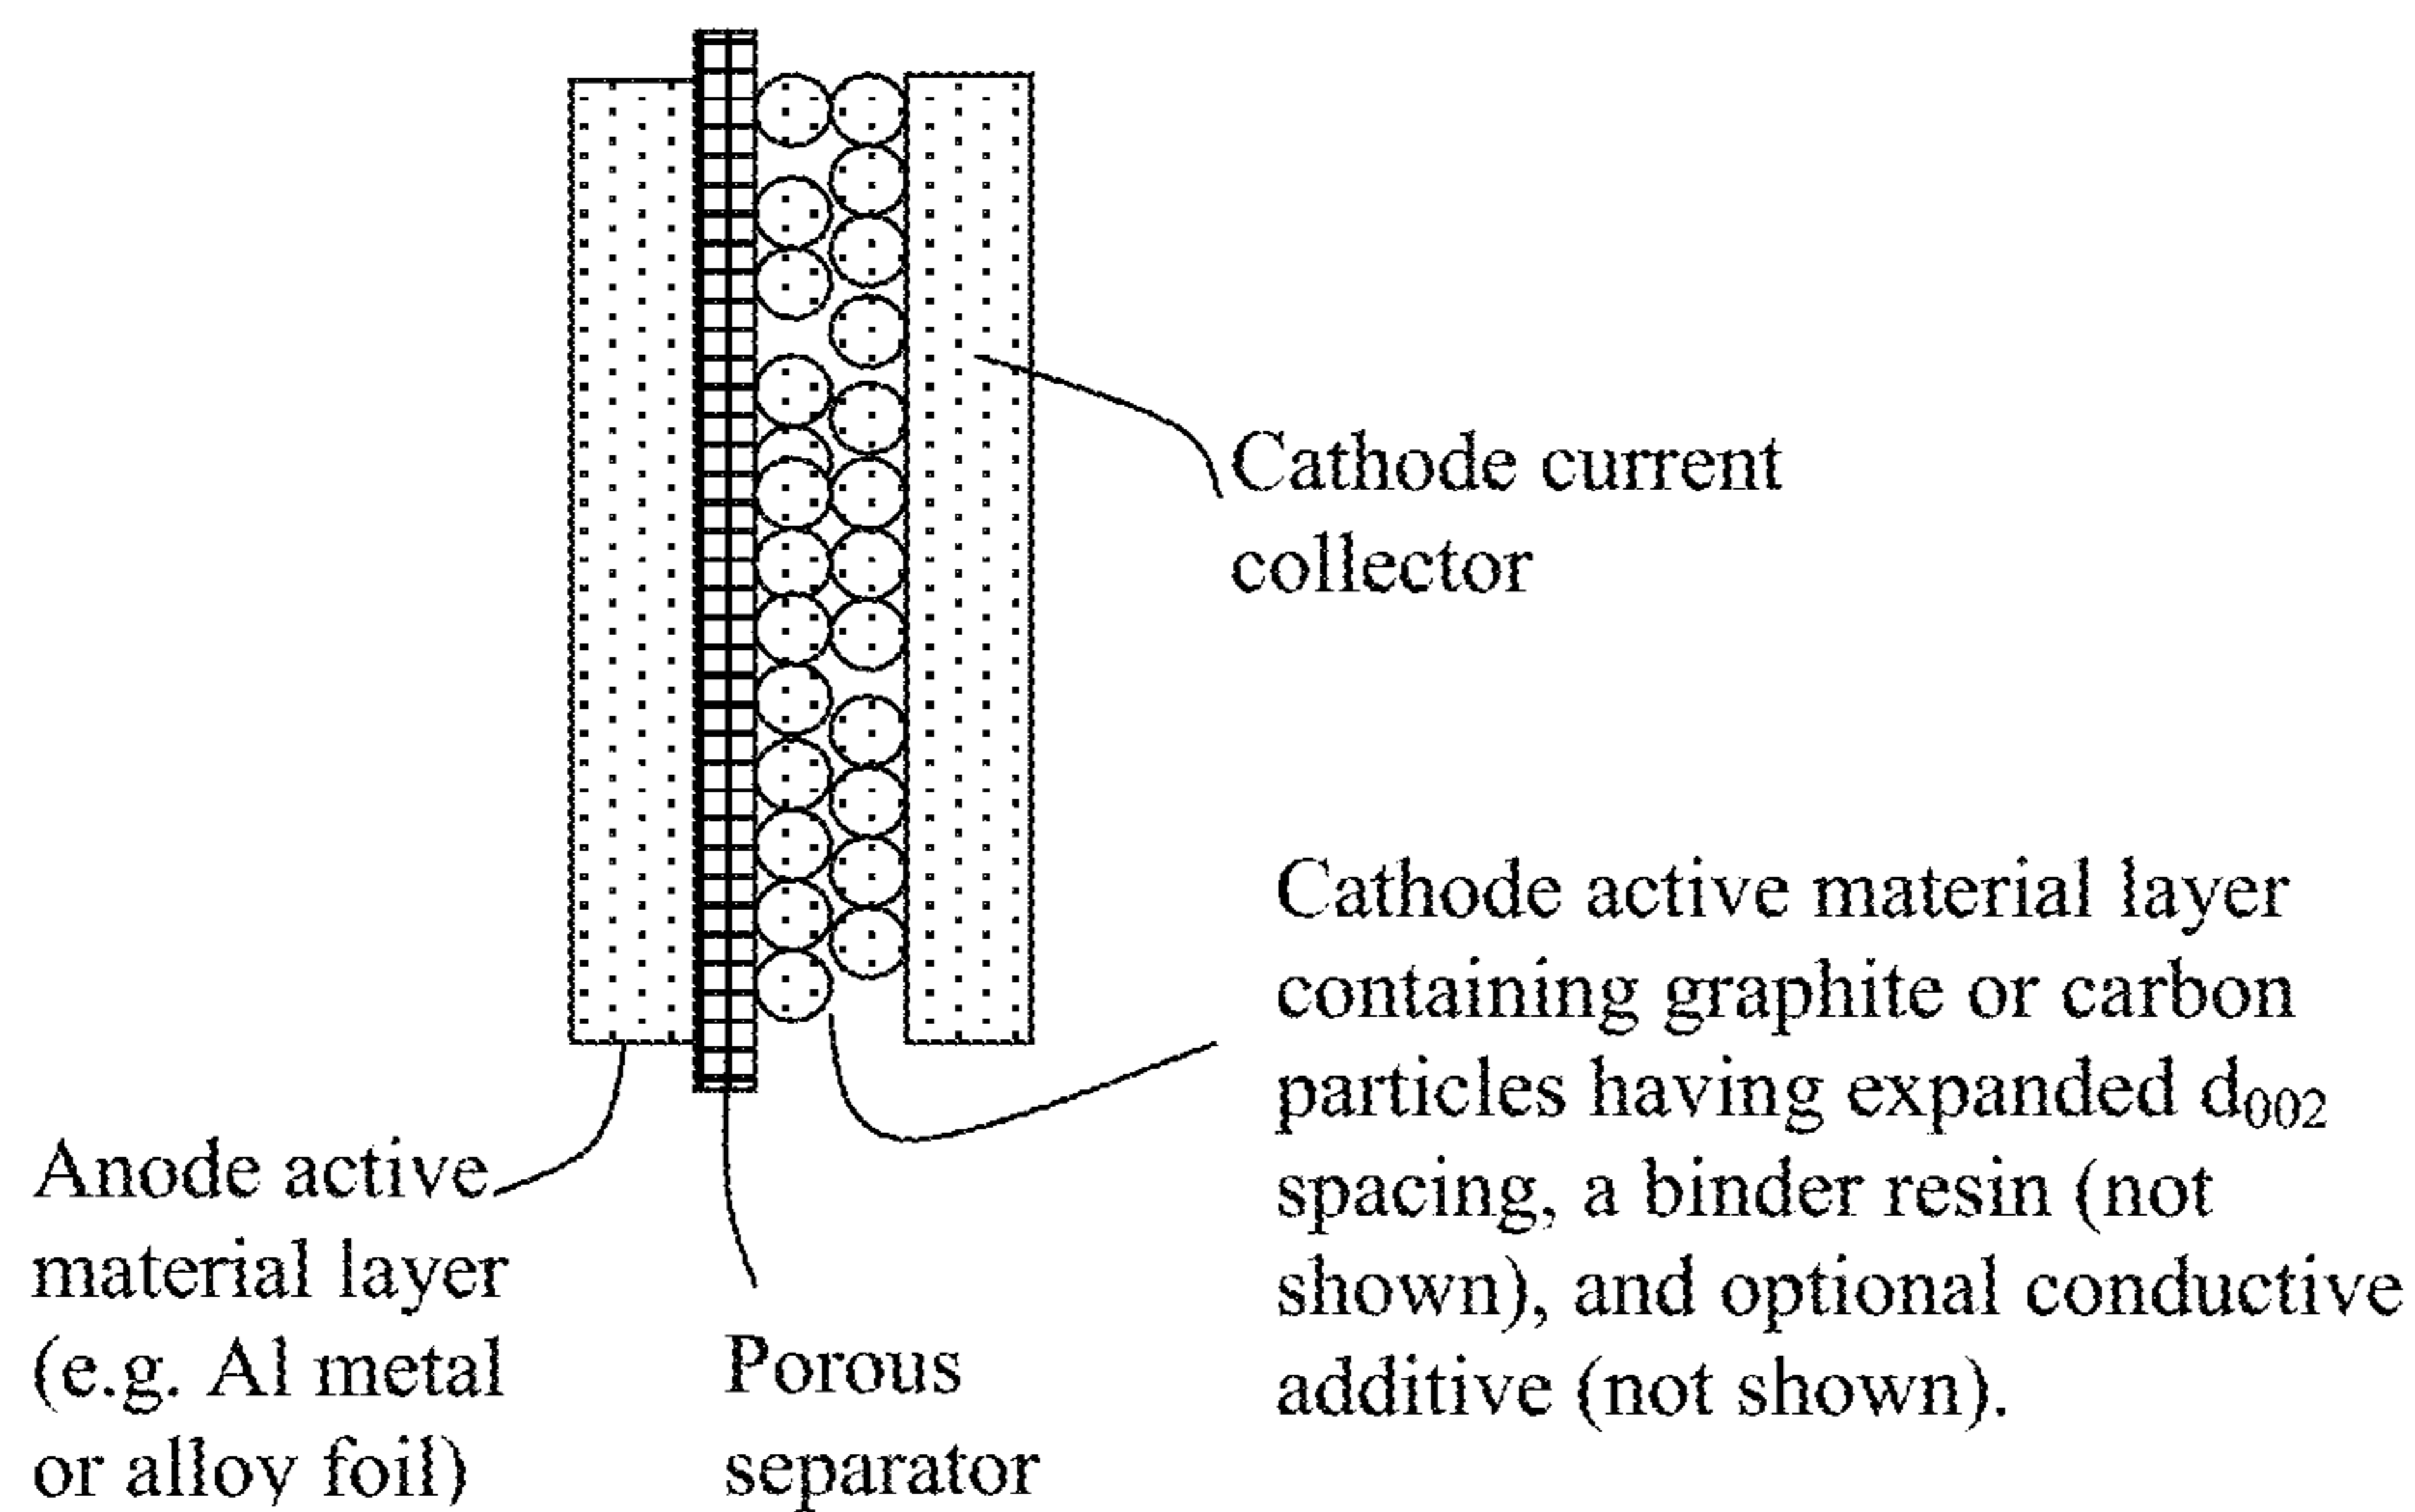 Cathode current
collector
Cathode active material layer
containing graphite or carbon
particles having expanded d₀₀₂
spacing, a binder resin (not
shown), and optional conductive
additive (not shown).
Anode active
material layer
(e.g. Al metal
or alloy foil)
Porous
separator